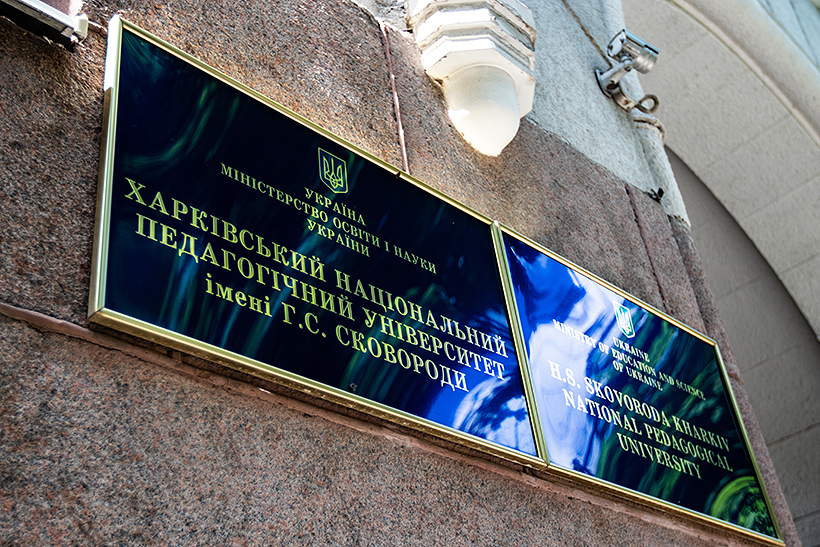 УКРАЇНА
МІНІСТЕРСТВО ОСВІТИ І НАУКИ
УКРАЇНИ
ХАРКІВСЬКИЙ НАЦІОНАЛЬНИЙ
ПЕДАГОГІЧНИЙ УНІВЕРСИТЕТ
імені Г.С. СКОВОРОДИ
UKRAINE
MINISTRY OF EDUCATION AND SCIENCE
OF UKRAINE
H.S. SKOVORODA KHARKIV
NATIONAL PEDAGOGICAL
UNIVERSITY